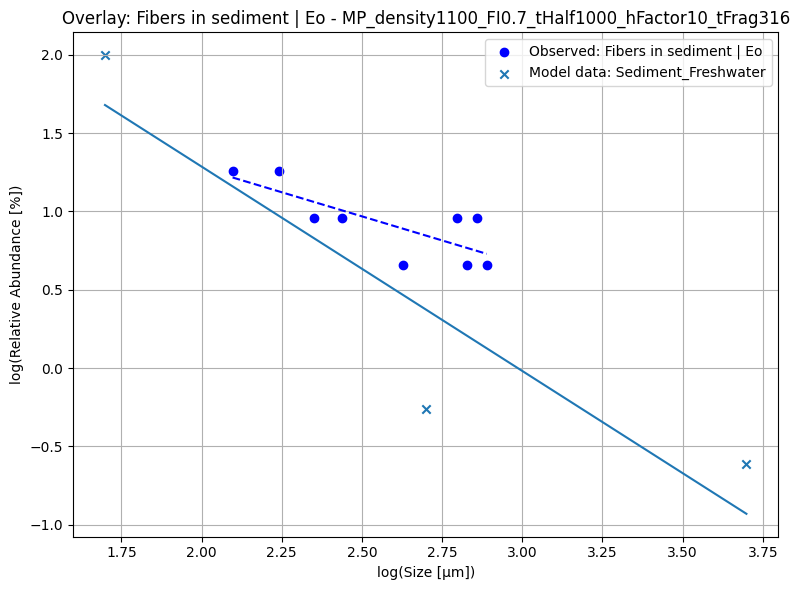 Overlay: Fibers in sediment | Eo - MP_density1100_FI0.7_tHalf1000_hFactor10_tFrag316
Observed: Fibers in sediment | Eo
Model data: Sediment_Freshwater
log(Relative Abundance [%])
2.0
1.5
1.0
0.5
0.0
−0.5
−1.0
1.75 2.00 2.25 2.50 2.75 3.00 3.25 3.50 3.75
log(Size [µm])